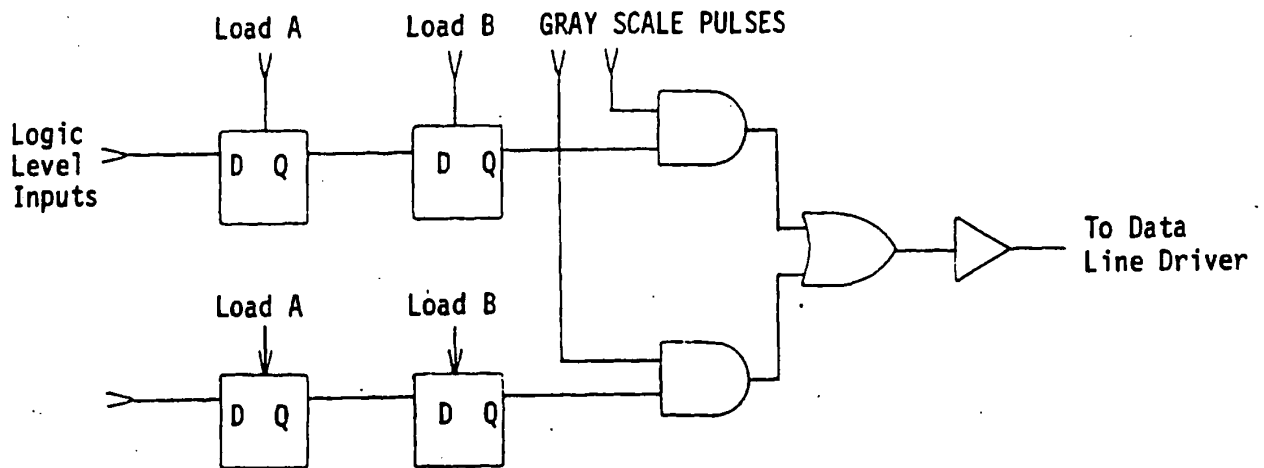 Load A
Load B
GRAY SCALE PULSES
Logic
Level
Inputs
D Q
D Q
To Data
Line Driver
Load A
Load B
D Q
D Q